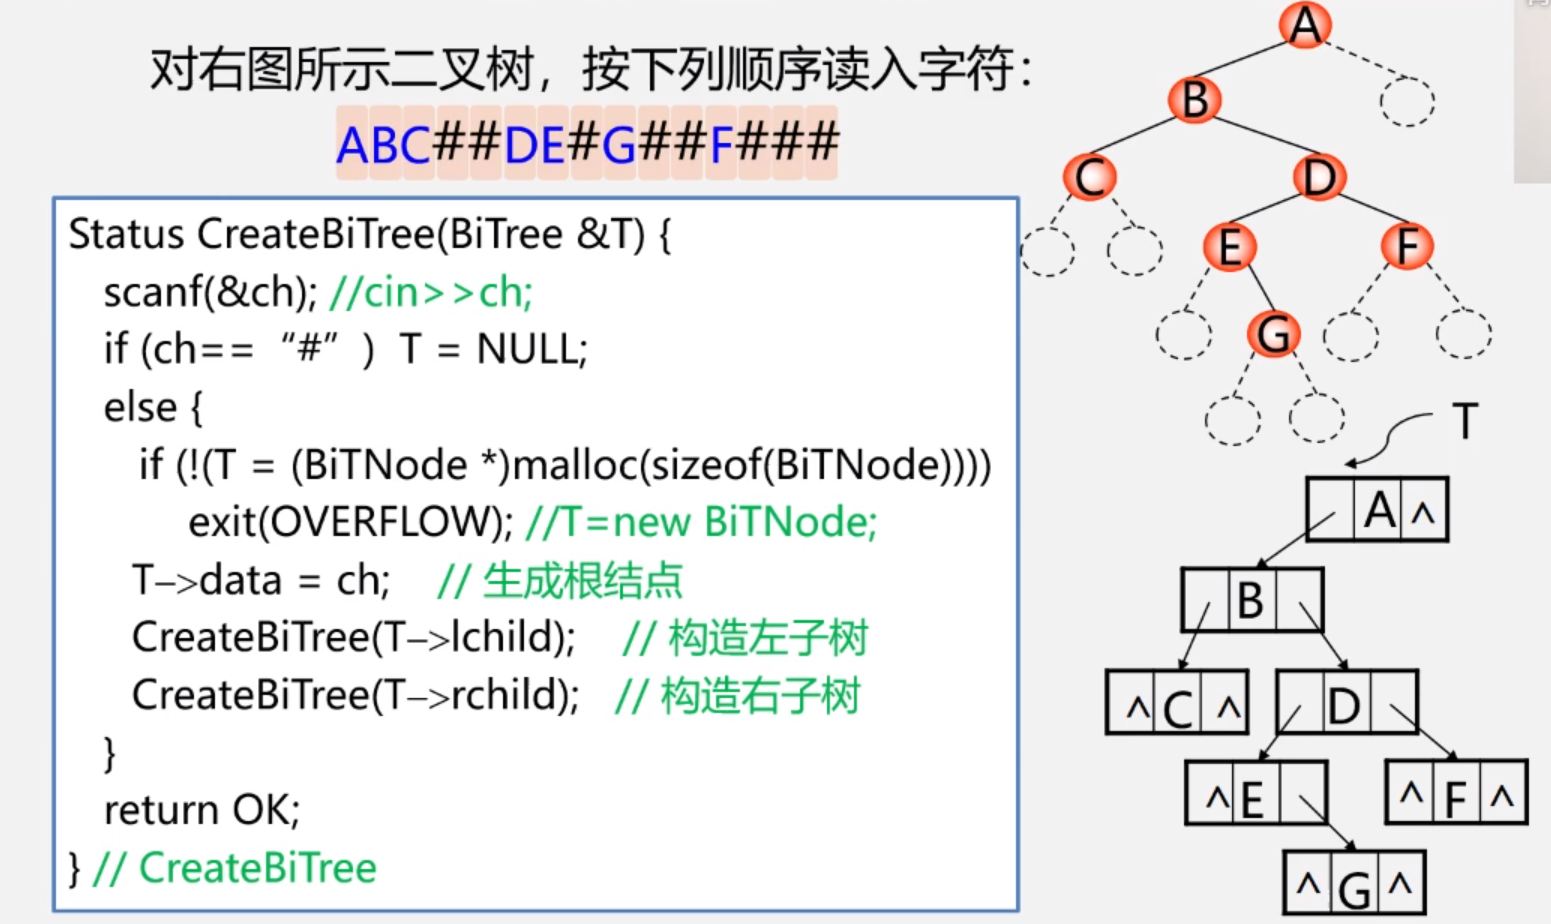 对右图所示二叉树，按下列顺序读入字符：
ABC##DE#G##F###
Status CreateBiTree(BiTree &T) {
scanf(&ch); //cin>>ch;
if (ch== “#” ) T = NULL;
else {
if (!(T = (BiTNode *)malloc(sizeof(BiTNode))))
exit(OVERFLOW); //T=new BiTNode;
T–>data = ch; // 生成根结点
CreateBiTree(T–>lchild); // 构造左子树
CreateBiTree(T–>rchild); // 构造右子树
}
return OK;
} // CreateBiTree
A
B
C D
E F
G
T
A ^
B
^ C ^ D
^ E ^ F ^
^ G ^